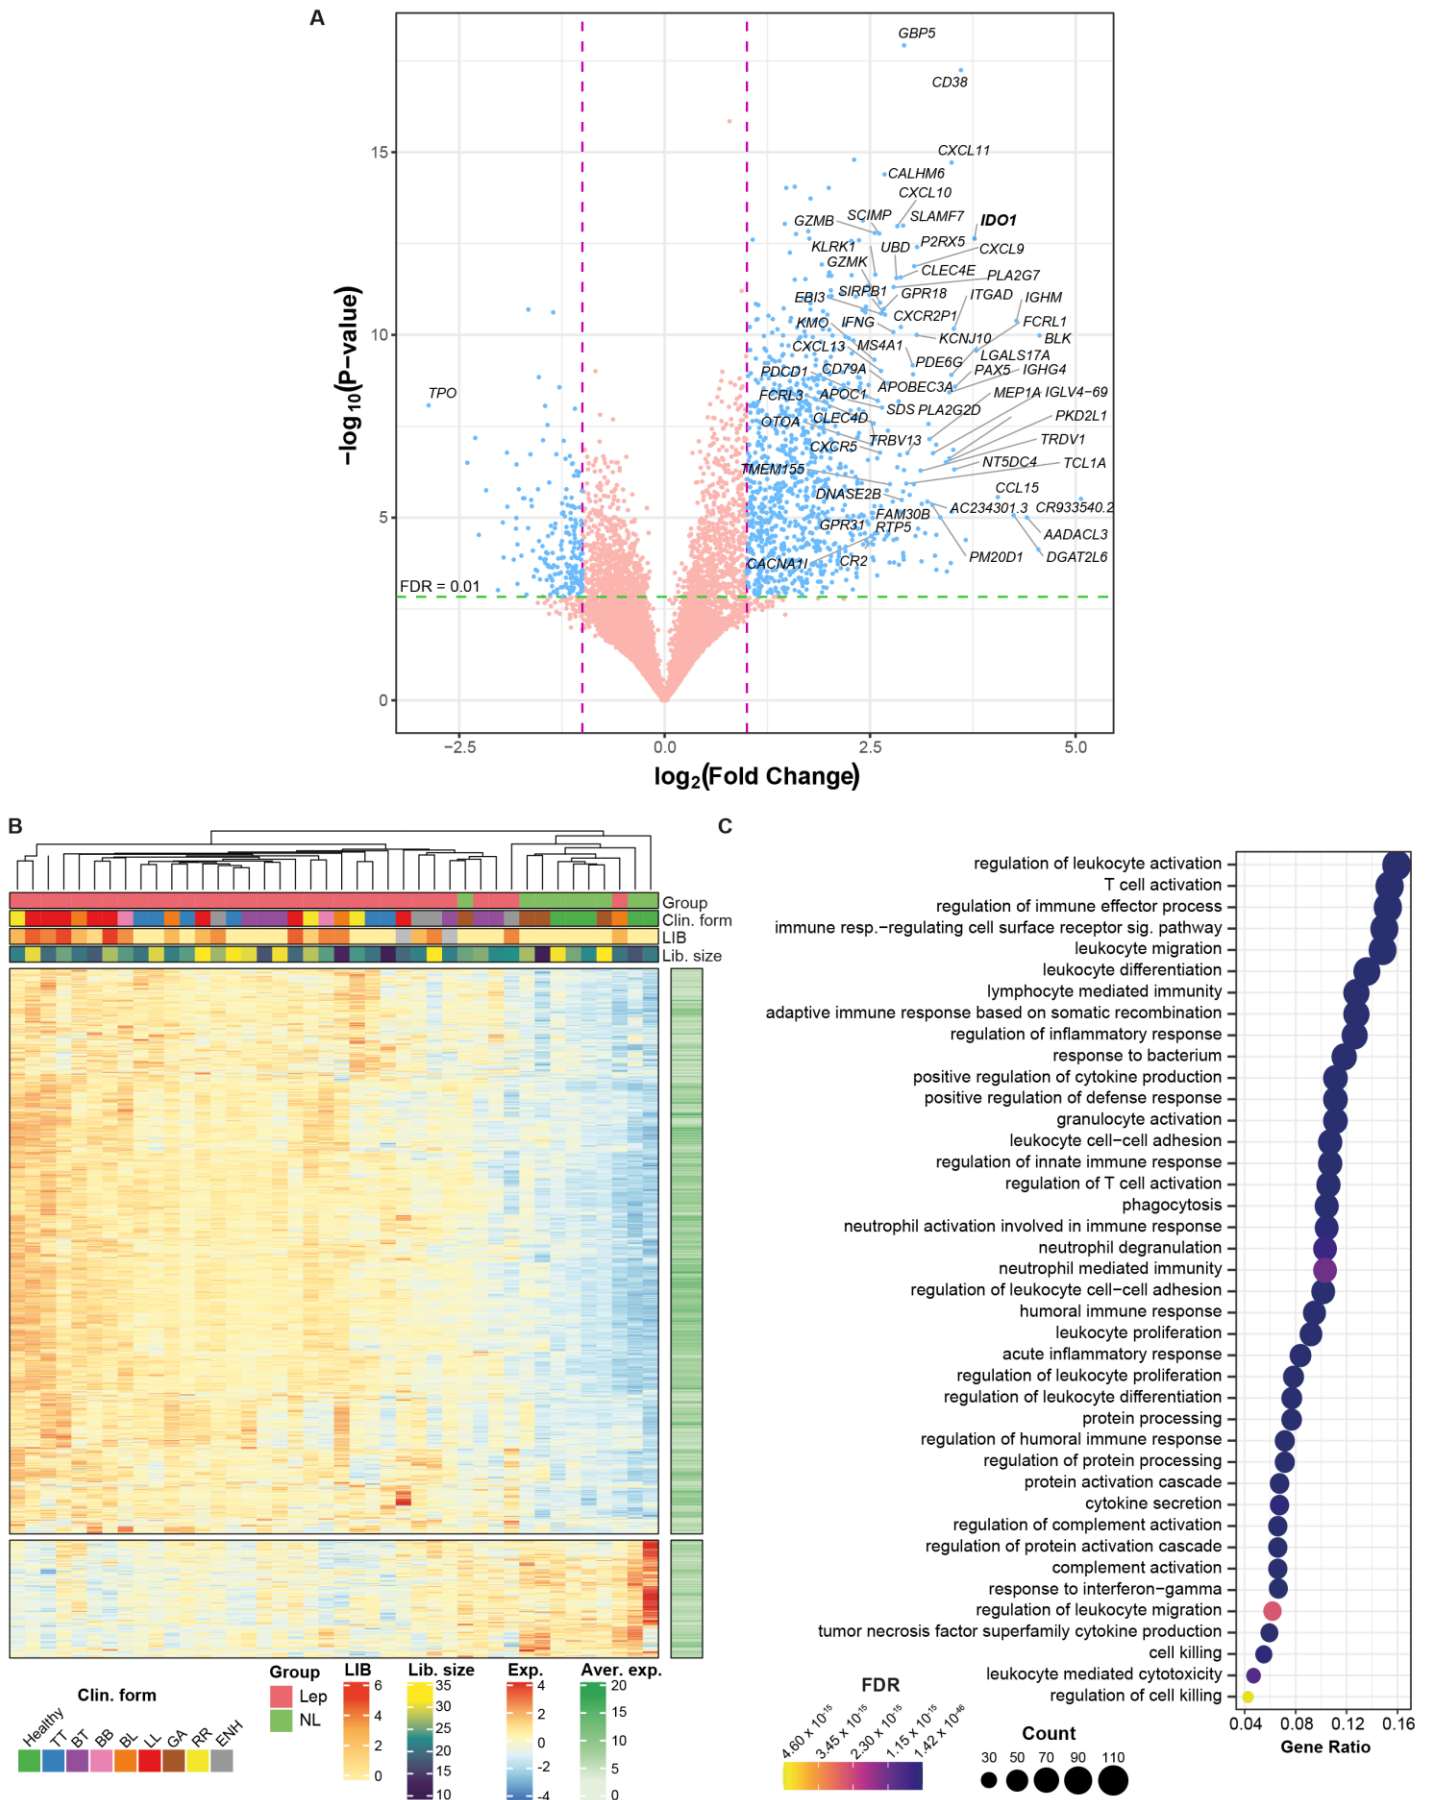 A
GBP5
CD38
CXCL11
CALHM6
CXCL10
GZMB SCIMP SLAMF7 IDO1
KLRK1 UBD P2RX5 CXCL9
GZMK CLEC4E PLA2G7
EBI3 SIRPB1 GPR18 ITGAD IGHM
KMO IFNG CXCR2P1 FCRL1
CXCL13 MS4A1 KCNJ10 BLK
PDCD1 CD79A PDE6G LGALS17A
APOBEC3A PAX5 IGHG4
FCRL3 APOC1 MEP1A IGLV4−69
TPO
OTOA CLEC4D SDS PLA2G2D PKD2L1
CXCR5 TRBV13 TRDV1
TMEM155 NT5DC4 TCL1A
DNASE2B CCL15
GPR31 FAM30B AC234301.3 CR933540.2
RTP5 AADACL3
CACNA1I CR2 PM20D1 DGAT2L6
FDR = 0.01
15
10
5
0
−log10(P−value)
−2.5 0.0 2.5 5.0
log2(Fold Change)
B
Group
Clin. form
LIB
Lib. size
Clin. form
Healthy TT BT BB BL LL GA RR ENH
Group
Lep
NL
LIB
6
4
2
0
Lib. size
35
30
25
20
15
10
Exp.
4
2
0
-2
-4
Aver. exp.
20
15
10
5
0
C
regulation of leukocyte activation
T cell activation
regulation of immune effector process
immune resp.−regulating cell surface receptor sig. pathway
leukocyte migration
leukocyte differentiation
lymphocyte mediated immunity
adaptive immune response based on somatic recombination
regulation of inflammatory response
response to bacterium
positive regulation of cytokine production
positive regulation of defense response
granulocyte activation
leukocyte cell−cell adhesion
regulation of innate immune response
regulation of T cell activation
phagocytosis
neutrophil activation involved in immune response
neutrophil degranulation
neutrophil mediated immunity
regulation of leukocyte cell−cell adhesion
humoral immune response
leukocyte proliferation
acute inflammatory response
regulation of leukocyte proliferation
regulation of leukocyte differentiation
protein processing
regulation of humoral immune response
regulation of protein processing
protein activation cascade
cytokine secretion
regulation of complement activation
regulation of protein activation cascade
complement activation
response to interferon−gamma
regulation of leukocyte migration
tumor necrosis factor superfamily cytokine production
cell killing
leukocyte mediated cytotoxicity
regulation of cell killing
0.04 0.08 0.12 0.16
Gene Ratio
FDR
4.60 x 10-15 3.45 x 10-15 2.30 x 10-15 1.15 x 10-15 1.42 x 10-46
Count
30 50 70 90 110